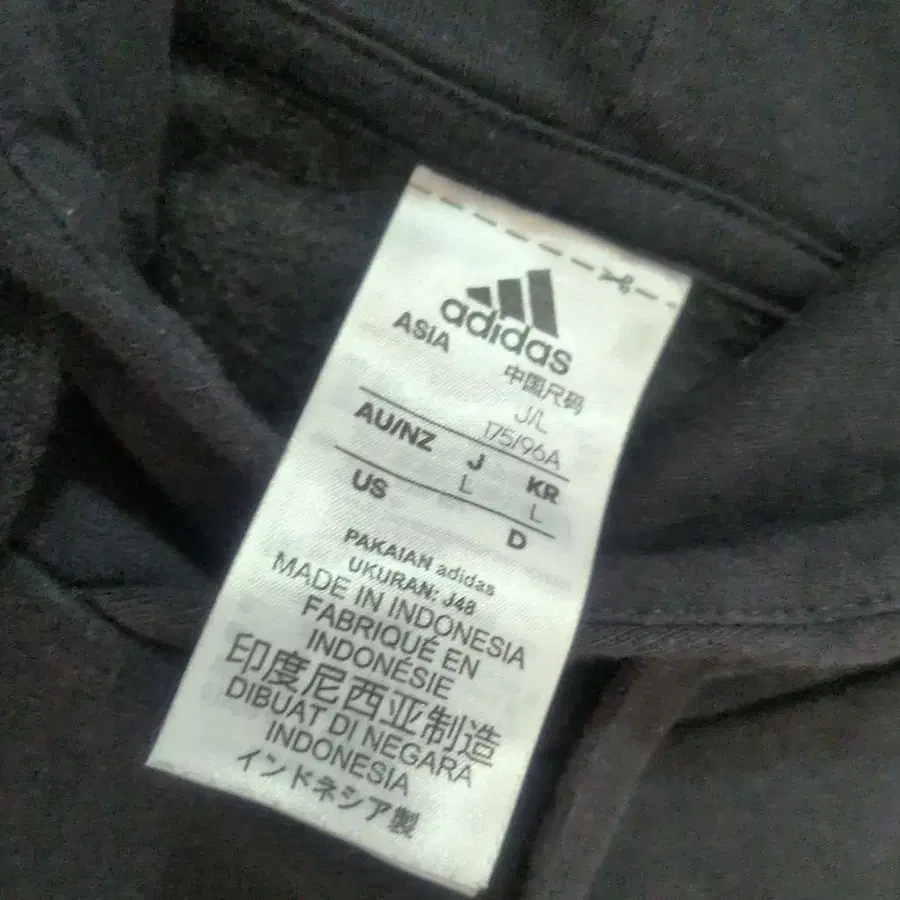 adidas
ASIA 中国尺码
J/L 175/96A
AU/NZ J KR
L L
US D
PAKAIAN adidas
UKURAN: J48
MADE IN INDONESIA
FABRIQUÉ EN
INDONÉSIE
印度尼西亚制造
DIBUAT DI NEGARA
INDONESIA
インドネシア製